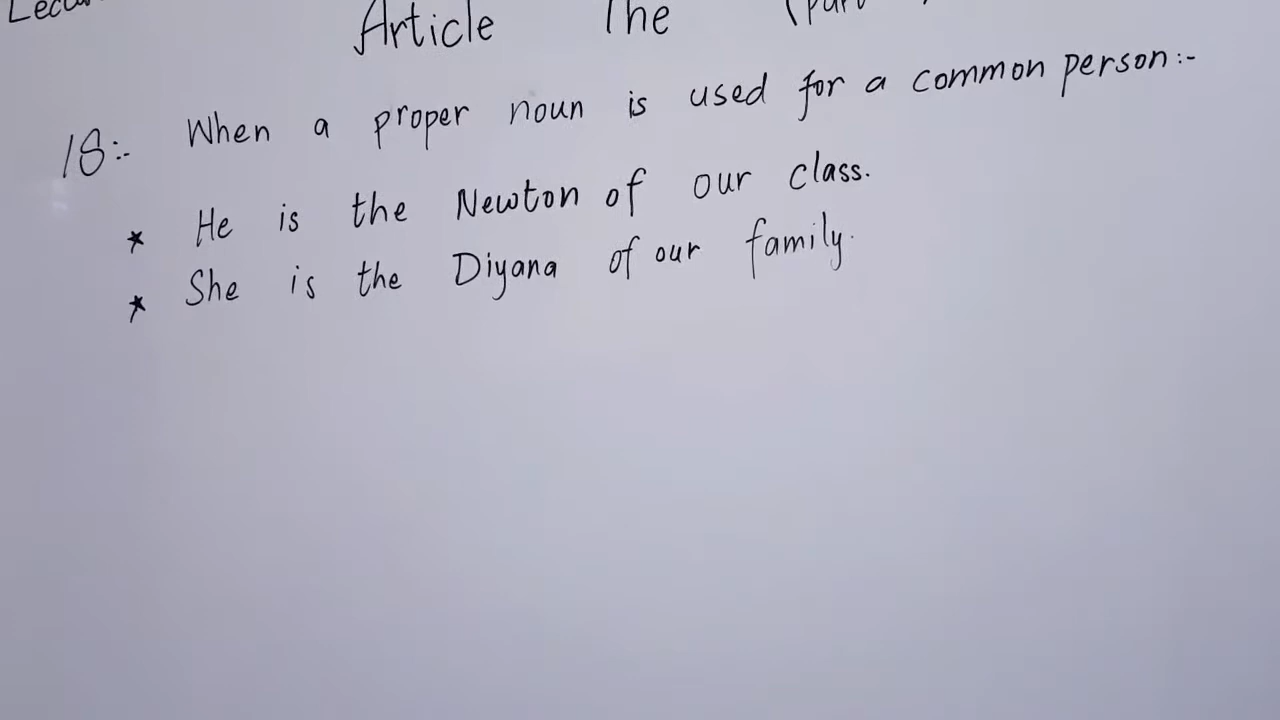 Article The
18:- When a proper noun is used for a common person:-
* He is the Newton of our class.
* She is the Diyana of our family.